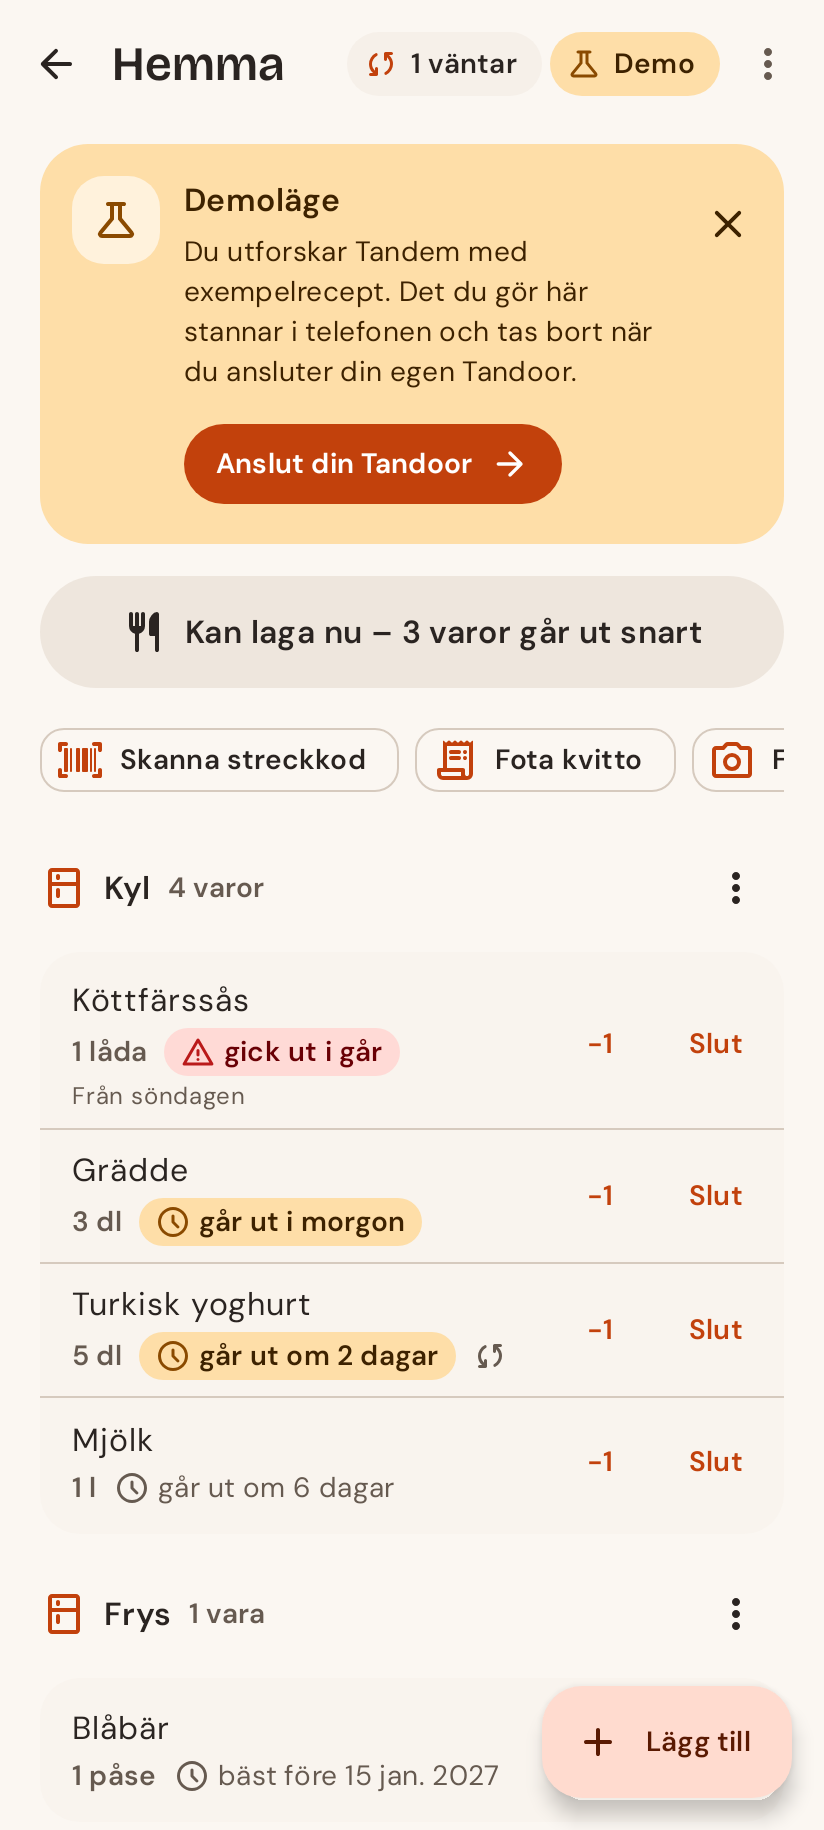 Hemma
1 väntar
Demo
Demoläge
Du utforskar Tandem med
exempelrecept. Det du gör här
stannar i telefonen och tas bort när
du ansluter din egen Tandoor.
Anslut din Tandoor
Kan laga nu – 3 varor går ut snart
Skanna streckkod
Fota kvitto
F
Kyl 4 varor
Köttfärssås
1 låda gick ut i går
Från söndagen
−1 Slut
Grädde
3 dl går ut i morgon
−1 Slut
Turkisk yoghurt
5 dl går ut om 2 dagar
−1 Slut
Mjölk
1 l går ut om 6 dagar
−1 Slut
Frys 1 vara
Blåbär
1 påse bäst före 15 jan. 2027
Lägg till